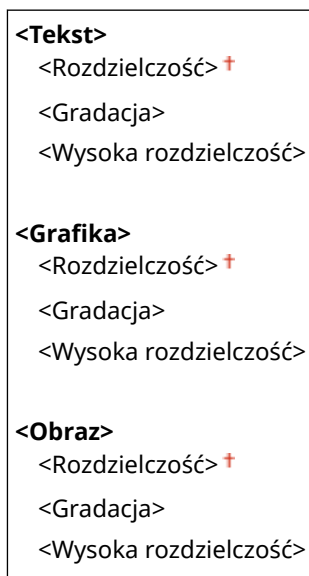 <Tekst>
<Rozdzielczość> †
<Gradacja>
<Wysoka rozdzielczość>
<Grafika>
<Rozdzielczość> †
<Gradacja>
<Wysoka rozdzielczość>
<Obraz>
<Rozdzielczość> †
<Gradacja>
<Wysoka rozdzielczość>